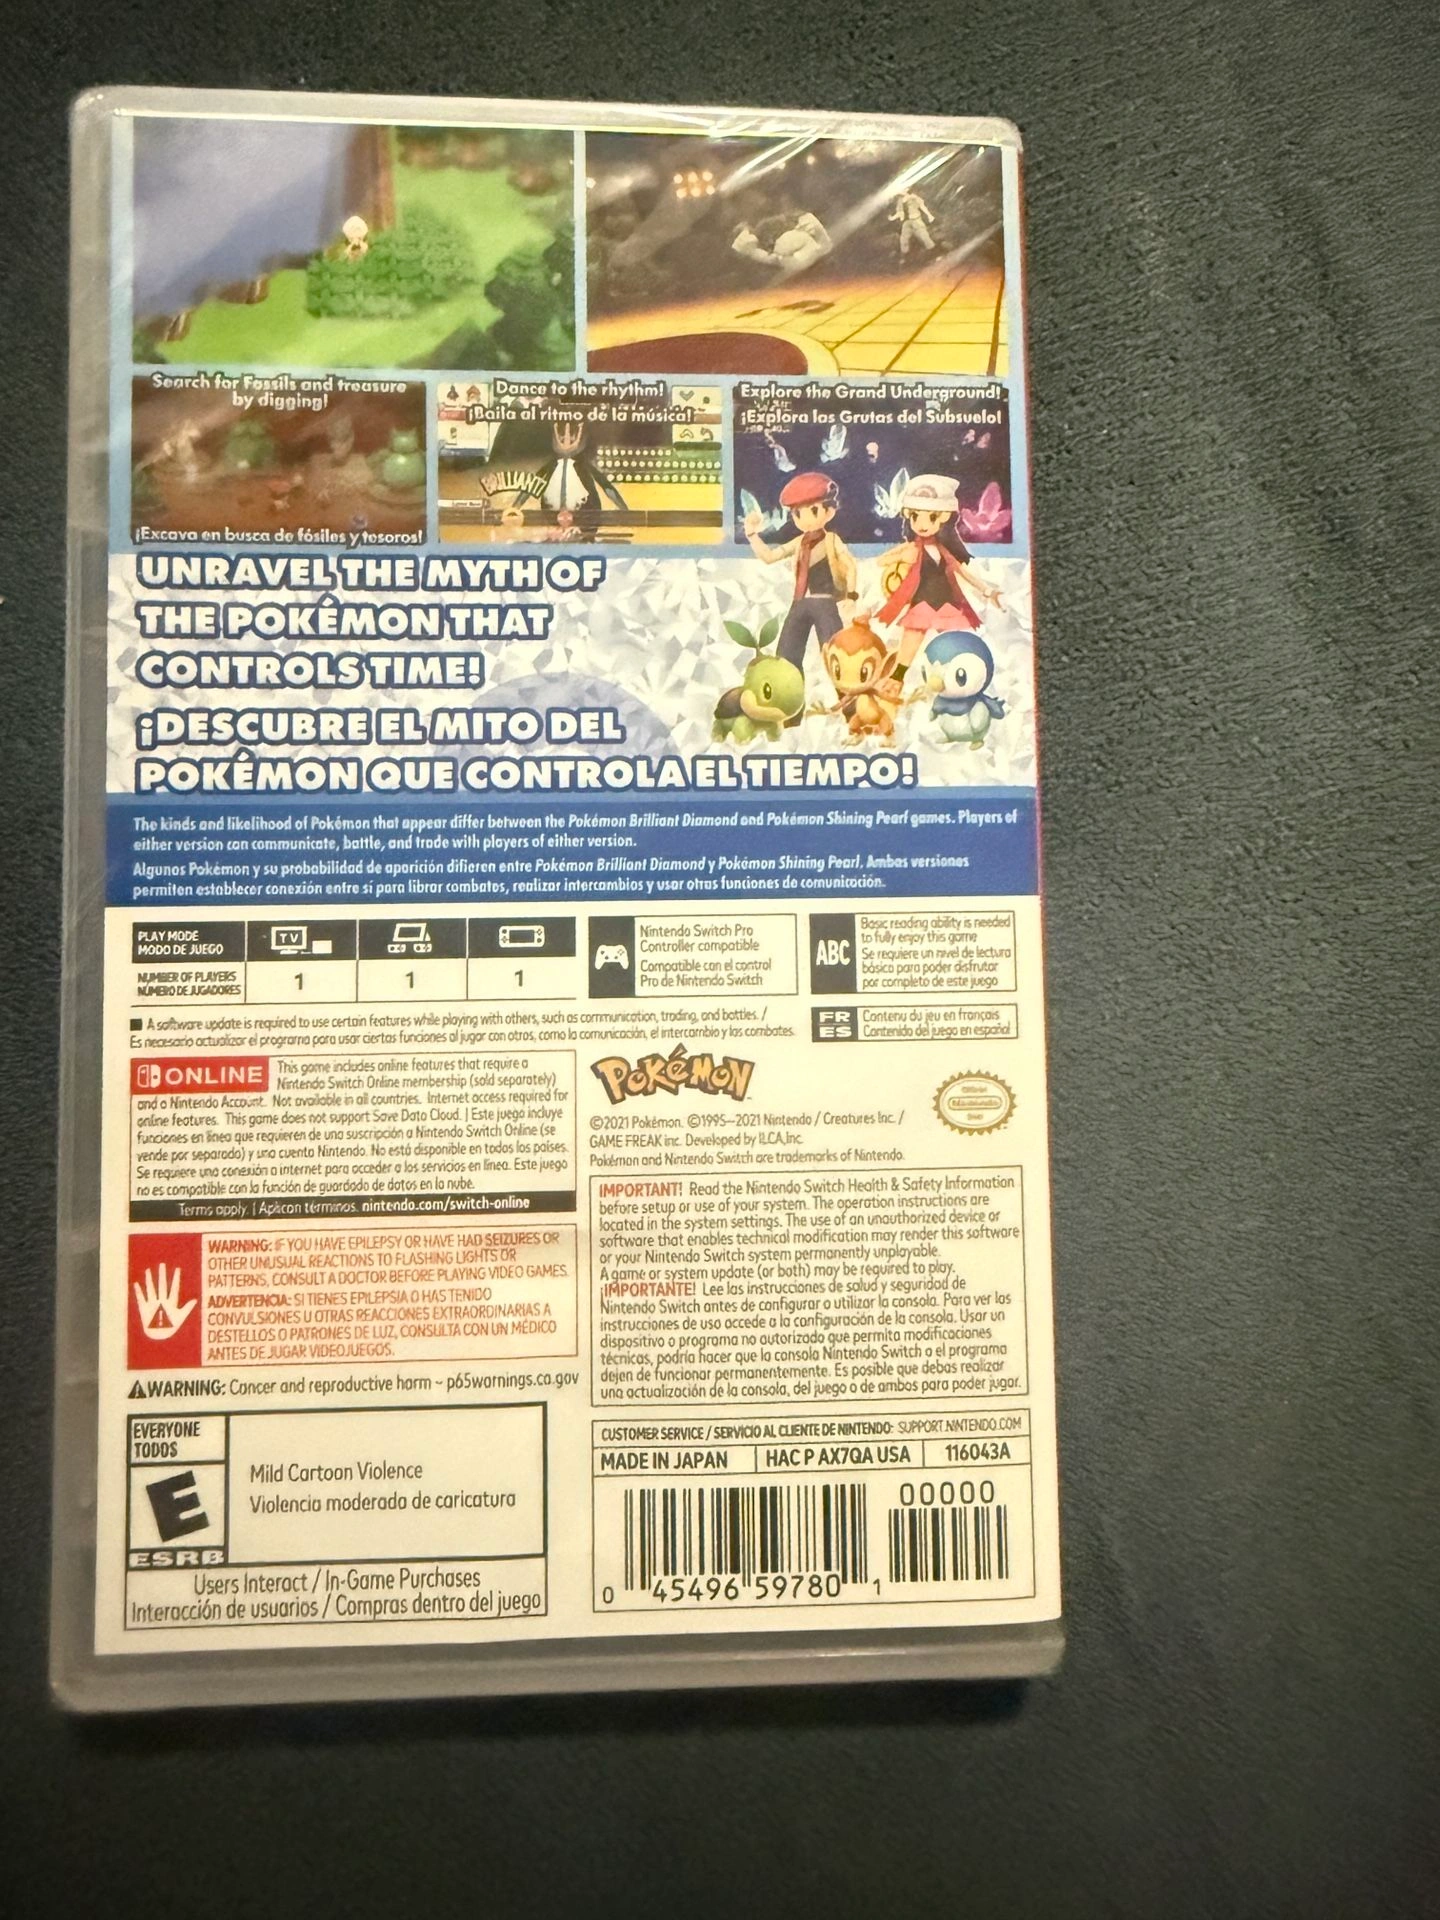 Search for Fossils and treasure
by digging!
¡Excava en busca de fósiles y tesoros!
Dance to the rhythm!
¡Baila al ritmo de la música!
BRILLIANT!
Explore the Grand Underground!
¡Explora las Grutas del Subsuelo!
UNRAVEL THE MYTH OF
THE POKÉMON THAT
CONTROLS TIME!
¡DESCUBRE EL MITO DEL
POKÉMON QUE CONTROLA EL TIEMPO!
The kinds and likelihood of Pokémon that appear differ between the Pokémon Brilliant Diamond and Pokémon Shining Pearl games. Players of
either version can communicate, battle, and trade with players of either version.
Algunos Pokémon y su probabilidad de aparición difieren entre Pokémon Brilliant Diamond y Pokémon Shining Pearl. Ambas versiones
permiten establecer conexión entre sí para librar combates, realizar intercambios y usar otras funciones de comunicación.
PLAY MODE
MODO DE JUEGO
TV
NUMBER OF PLAYERS
NÚMERO DE JUGADORES
1
1
1
Nintendo Switch Pro
Controller compatible
Compatible con el control
Pro de Nintendo Switch
ABC
Basic reading ability is needed
to fully enjoy this game
Se requiere un nivel de lectura
básico para poder disfrutar
por completo de este juego
A software update is required to use certain features while playing with others, such as communication, trading, and battles. /
Es necesario actualizar el programa para usar ciertas funciones al jugar con otros, como la comunicación, el intercambio y los combates.
FR Contenu du jeu en français
ES Contenido del juego en español
ONLINE
This game includes online features that require a
Nintendo Switch Online membership (sold separately)
and a Nintendo Account. Not available in all countries. Internet access required for
online features. This game does not support Save Data Cloud. | Este juego incluye
funciones en línea que requieren de una suscripción a Nintendo Switch Online (se
vende por separado) y una cuenta Nintendo. No está disponible en todos los países.
Se requiere una conexión a internet para acceder a los servicios en línea. Este juego
no es compatible con la función de guardado de datos en la nube.
Terms apply. | Aplican términos. nintendo.com/switch-online
POKéMON
©2021 Pokémon. ©1995–2021 Nintendo / Creatures Inc. /
GAME FREAK inc. Developed by ILCA, Inc.
Pokémon and Nintendo Switch are trademarks of Nintendo.
Official
Nintendo
Seal
WARNING: IF YOU HAVE EPILEPSY OR HAVE HAD SEIZURES OR
OTHER UNUSUAL REACTIONS TO FLASHING LIGHTS OR
PATTERNS, CONSULT A DOCTOR BEFORE PLAYING VIDEO GAMES.
ADVERTENCIA: SI TIENES EPILEPSIA O HAS TENIDO
CONVULSIONES U OTRAS REACCIONES EXTRAORDINARIAS A
DESTELLOS O PATRONES DE LUZ, CONSULTA CON UN MÉDICO
ANTES DE JUGAR VIDEOJUEGOS.
WARNING: Cancer and reproductive harm – p65warnings.ca.gov
IMPORTANT! Read the Nintendo Switch Health & Safety Information
before setup or use of your system. The operation instructions are
located in the system settings. The use of an unauthorized device or
software that enables technical modification may render this software
or your Nintendo Switch system permanently unplayable.
A game or system update (or both) may be required to play.
¡IMPORTANTE! Lee las instrucciones de salud y seguridad de
Nintendo Switch antes de configurar o utilizar la consola. Para ver las
instrucciones de uso accede a la configuración de la consola. Usar un
dispositivo o programa no autorizado que permita modificaciones
técnicas, podría hacer que la consola Nintendo Switch o el programa
dejen de funcionar permanentemente. Es posible que debas realizar
una actualización de la consola, del juego o de ambos para poder jugar.
EVERYONE
TODOS
E
ESRB
Mild Cartoon Violence
Violencia moderada de caricatura
Users Interact / In-Game Purchases
Interacción de usuarios / Compras dentro del juego
CUSTOMER SERVICE / SERVICIO AL CLIENTE DE NINTENDO: SUPPORT.NINTENDO.COM
MADE IN JAPAN HAC P AX7QA USA 116043A
00000
0 45496 59780 1